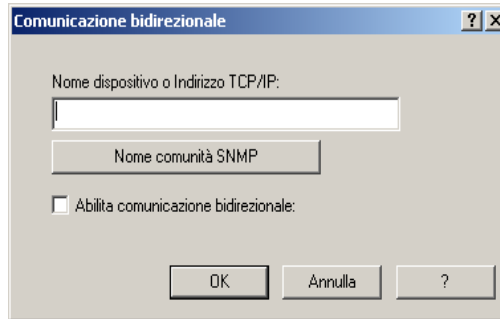 Comunicazione bidirezionale
Nome dispositivo o Indirizzo TCP/IP:
Nome comunità SNMP
Abilita comunicazione bidirezionale:
OK Annulla ?